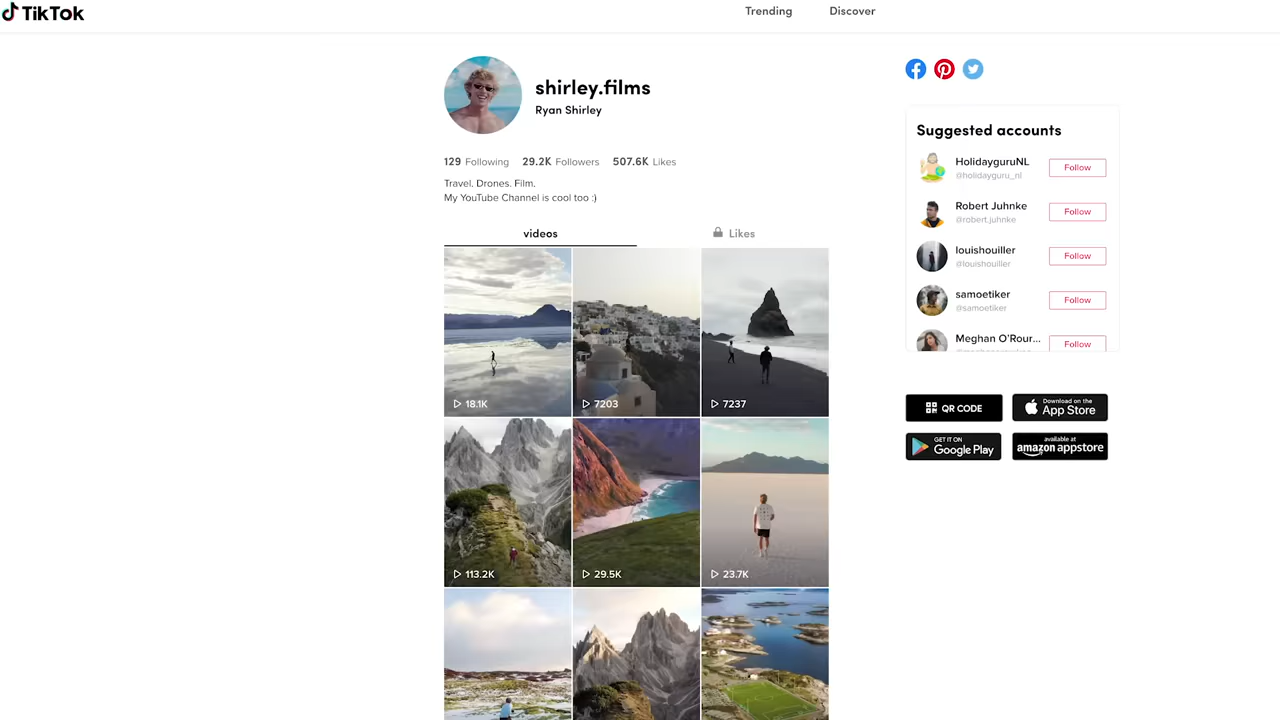 TikTok
Trending Discover
shirley.films
Ryan Shirley
129 Following 29.2K Followers 507.6K Likes
Travel. Drones. Film.
My YouTube Channel is cool too :)
videos Likes
18.1K 7203 7237
113.2K 29.5K 23.7K
Suggested accounts
HolidayguruNL
@holidayguru_nl
Follow
Robert Juhnke
@robert.juhnke
Follow
louishouiller
@louishouiller
Follow
samoetiker
@samoetiker
Follow
Meghan O'Rour...
Follow
QR CODE
Download on the
App Store
GET IT ON
Google Play
available at
amazon appstore